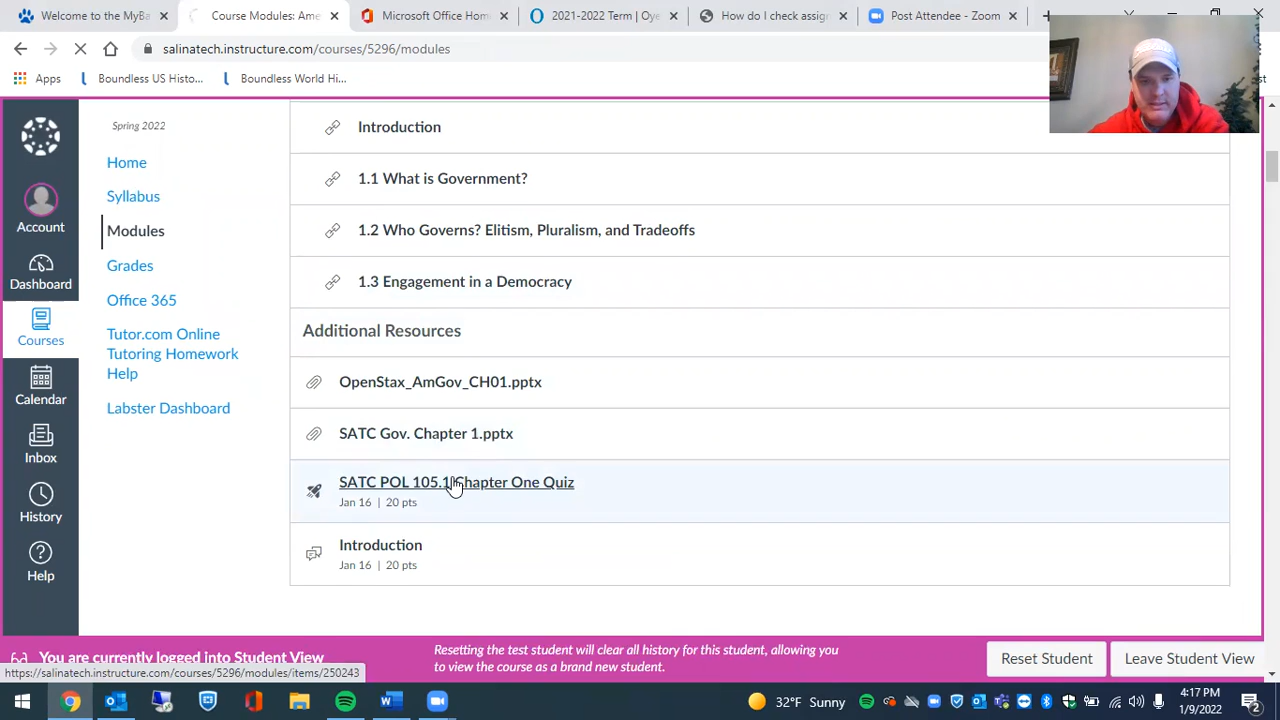 Welcome to the MyBa
Course Modules: Ame
Microsoft Office Home
2021-2022 Term | Oye
How do I check assig
Post Attendee - Zoom
salinatech.instructure.com/courses/5296/modules
Apps
Boundless US Histo...
Boundless World Hi...
Spring 2022
Home
Syllabus
Modules
Grades
Office 365
Tutor.com Online
Tutoring Homework
Help
Labster Dashboard
Account
Dashboard
Courses
Calendar
Inbox
History
Help
Introduction
1.1 What is Government?
1.2 Who Governs? Elitism, Pluralism, and Tradeoffs
1.3 Engagement in a Democracy
Additional Resources
OpenStax_AmGov_CH01.pptx
SATC Gov. Chapter 1.pptx
SATC POL 105.1 Chapter One Quiz
Jan 16 | 20 pts
Introduction
Jan 16 | 20 pts
You are currently logged into Student View
Resetting the test student will clear all history for this student, allowing you
to view the course as a brand new student.
Reset Student
Leave Student View
https://salinatech.instructure.com/courses/5296/modules/items/250243
32°F Sunny
4:17 PM
1/9/2022
2